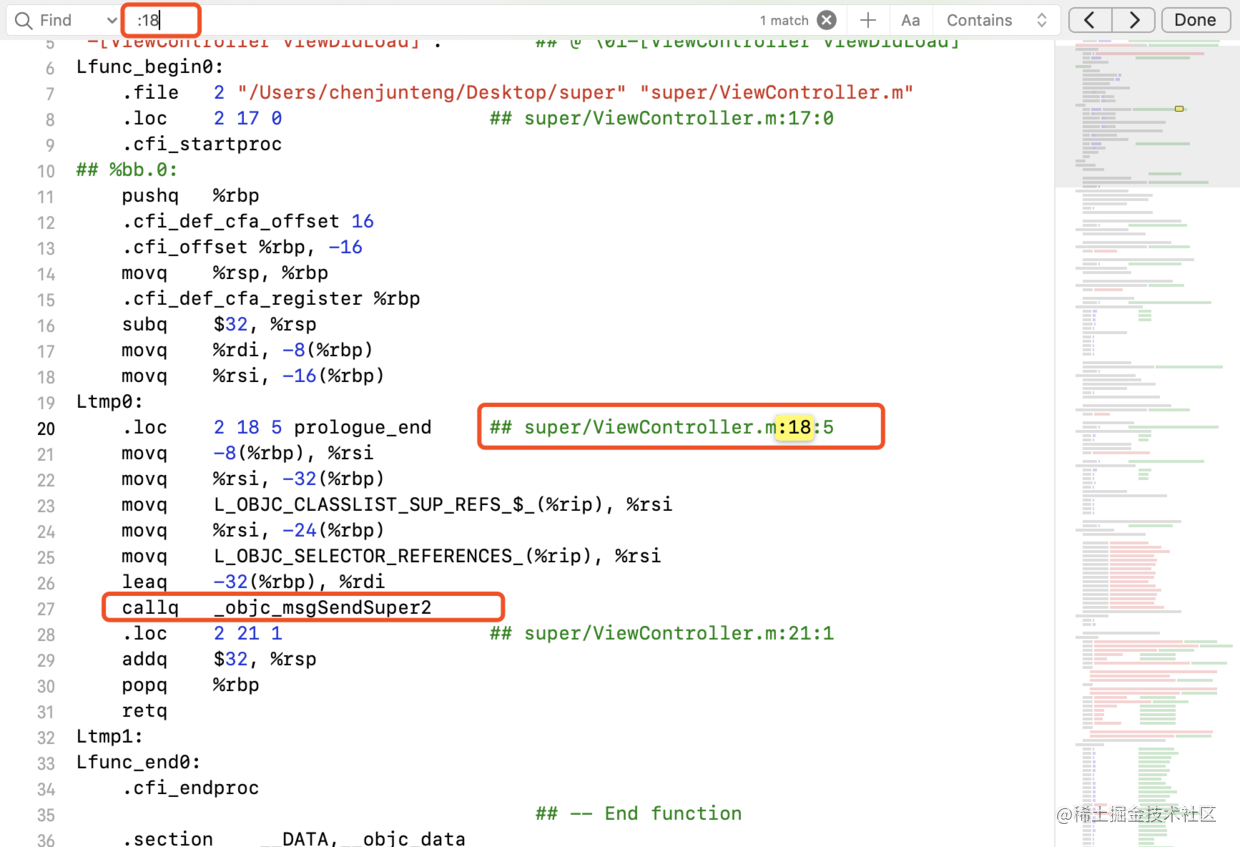 Find :18 1 match Aa Contains Done
5 -[ViewController viewDidLoad]": ## @"\01-[ViewController viewDidLoad]"
6 Lfunc_begin0:
7 .file 2 "/Users/chenjucheng/Desktop/super" "super/ViewController.m"
8 .loc 2 17 0 ## super/ViewController.m:17:0
9 .cfi_startproc
10 ## %bb.0:
11 pushq %rbp
12 .cfi_def_cfa_offset 16
13 .cfi_offset %rbp, -16
14 movq %rsp, %rbp
15 .cfi_def_cfa_register %rbp
16 subq $32, %rsp
17 movq %rdi, -8(%rbp)
18 movq %rsi, -16(%rbp)
19 Ltmp0:
20 .loc 2 18 5 prologue_end ## super/ViewController.m:18:5
21 movq -8(%rbp), %rsi
22 movq %rsi, -32(%rbp)
23 movq L_OBJC_CLASSLIST_SUP_REFS_$_(%rip), %rsi
24 movq %rsi, -24(%rbp)
25 movq L_OBJC_SELECTOR_REFERENCES_(%rip), %rsi
26 leaq -32(%rbp), %rdi
27 callq _objc_msgSendSuper2
28 .loc 2 21 1 ## super/ViewController.m:21:1
29 addq $32, %rsp
30 popq %rbp
31 retq
32 Ltmp1:
33 Lfunc_end0:
34 .cfi_endproc
35 ## -- End function
36 .section __DATA,__objc_data
@稀土掘金技术社区